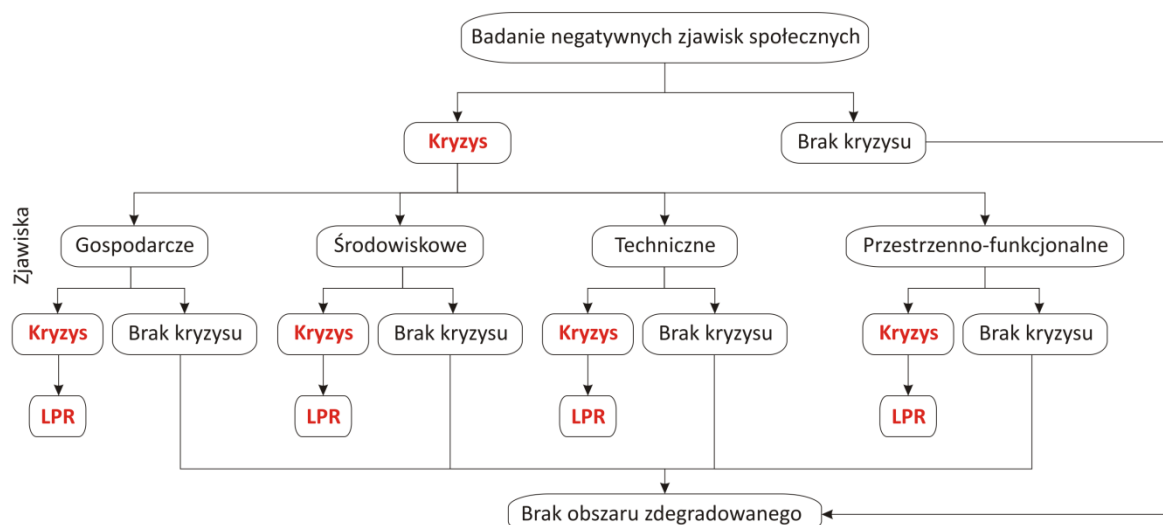 Badanie negatywnych zjawisk społecznych
Kryzys
Brak kryzysu
Zjawiska
Gospodarcze
Środowiskowe
Techniczne
Przestrzenno-funkcjonalne
Kryzys
Brak kryzysu
Kryzys
Brak kryzysu
Kryzys
Brak kryzysu
Kryzys
Brak kryzysu
LPR
LPR
LPR
LPR
Brak obszaru zdegradowanego